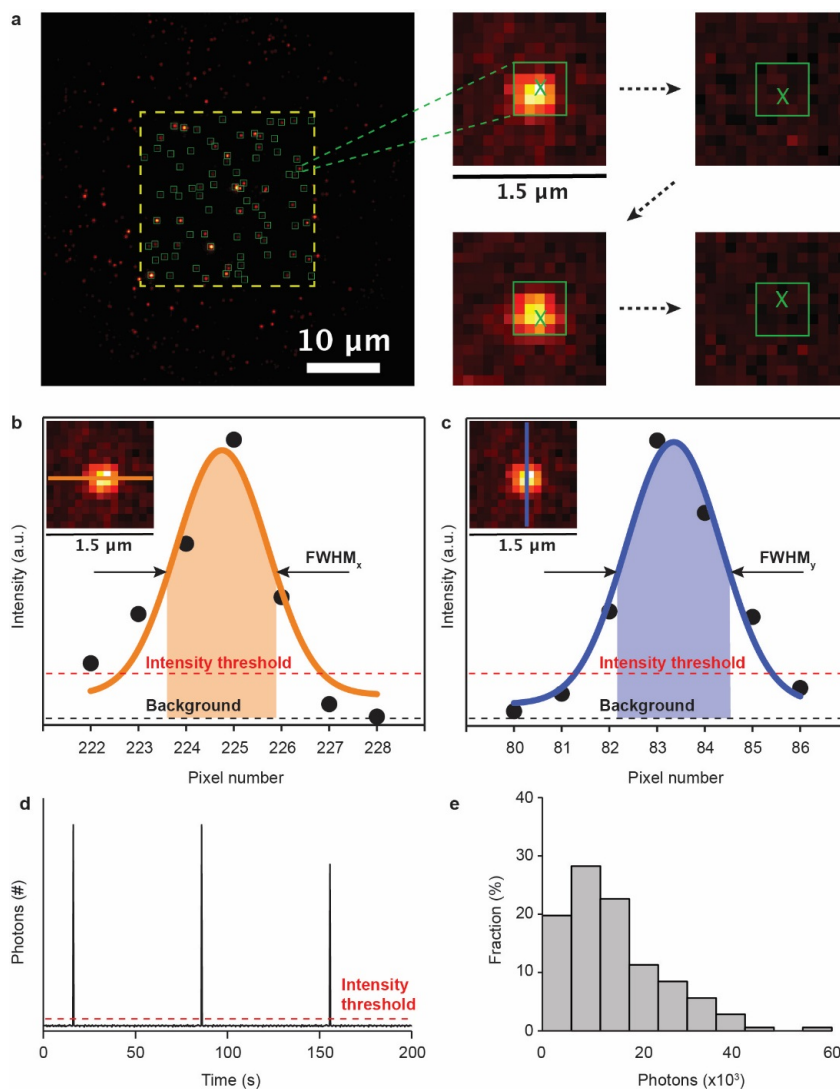 a
X
X
10 µm
1.5 µm
X
X
b
c
1.5 µm
1.5 µm
Intensity (a.u.)
FWHMx
Intensity threshold
Background
222 223 224 225 226 227 228
Pixel number
Intensity (a.u.)
FWHMy
Intensity threshold
Background
80 81 82 83 84 85 86
Pixel number
d
Photons (#)
Intensity
threshold
0 50 100 150 200
Time (s)
e
Fraction (%)
40
30
20
10
0
0 20 40 60
Photons (x10³)